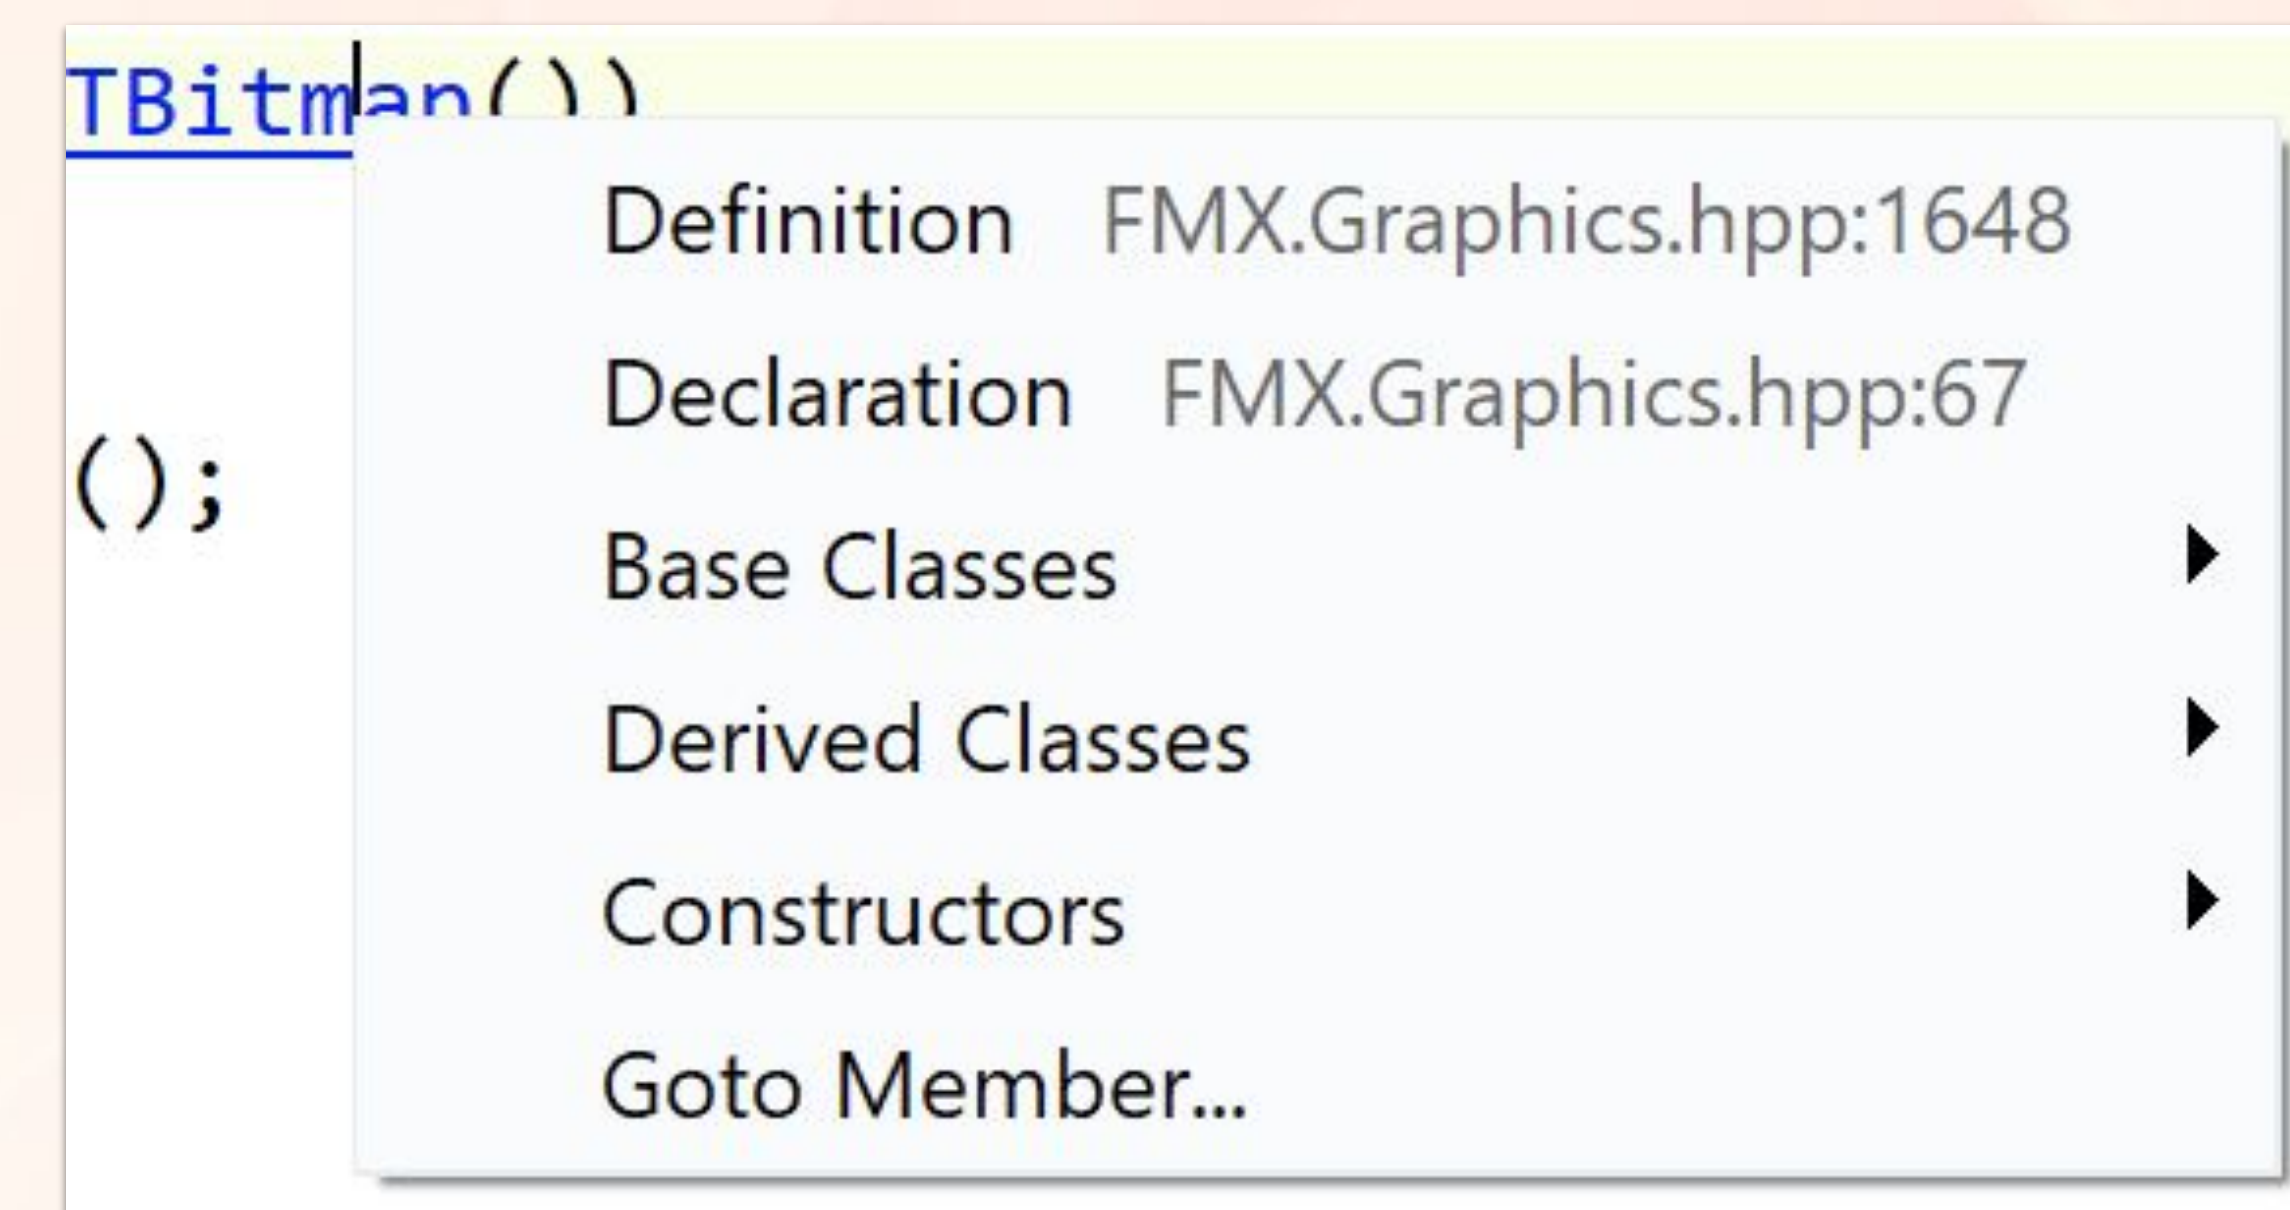 TBitmap())
Definition FMX.Graphics.hpp:1648
Declaration FMX.Graphics.hpp:67
();
Base Classes
Derived Classes
Constructors
Goto Member...